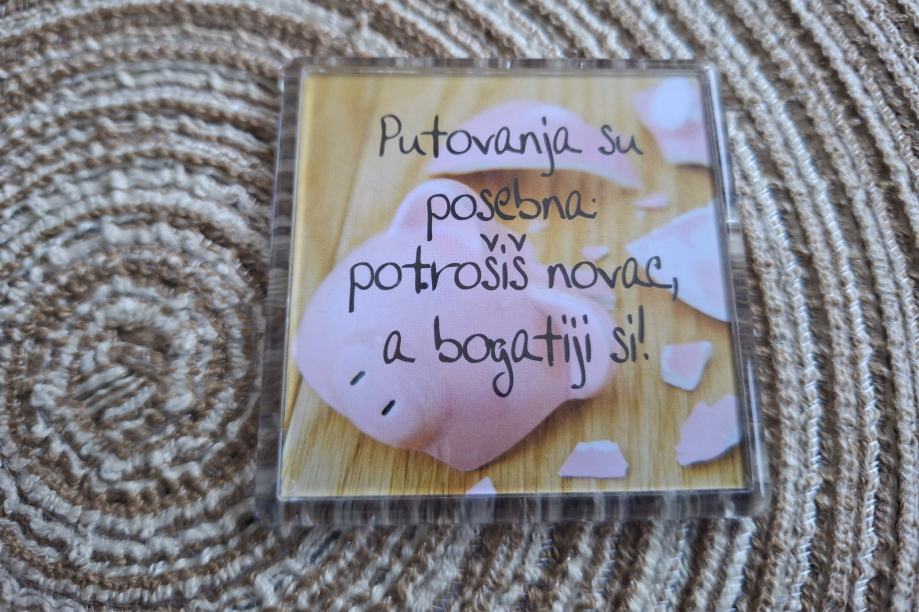 Putovanja su
posebna:
potrošiš novac,
a bogatiji si!